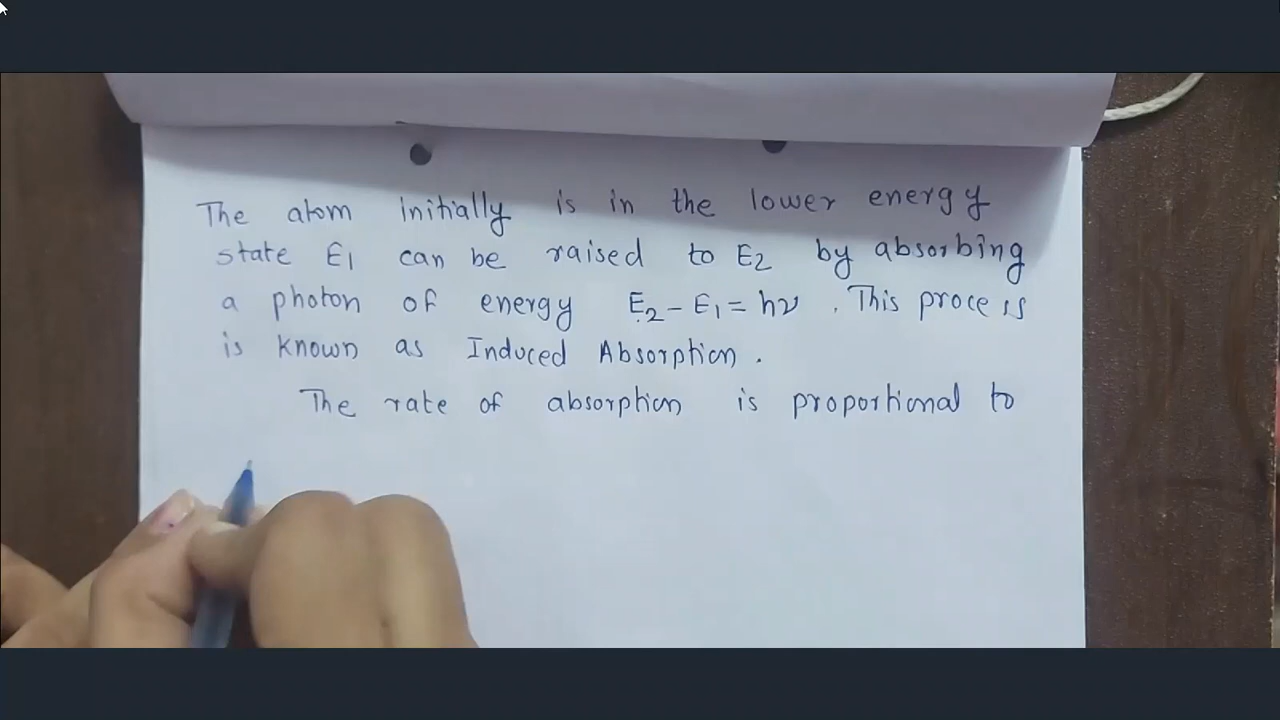 The atom initially is in the lower energy
state E1 can be raised to E2 by absorbing
a photon of energy E2 - E1 = hν . This proce is
is known as Induced Absorption .
The rate of absorption is proportional to